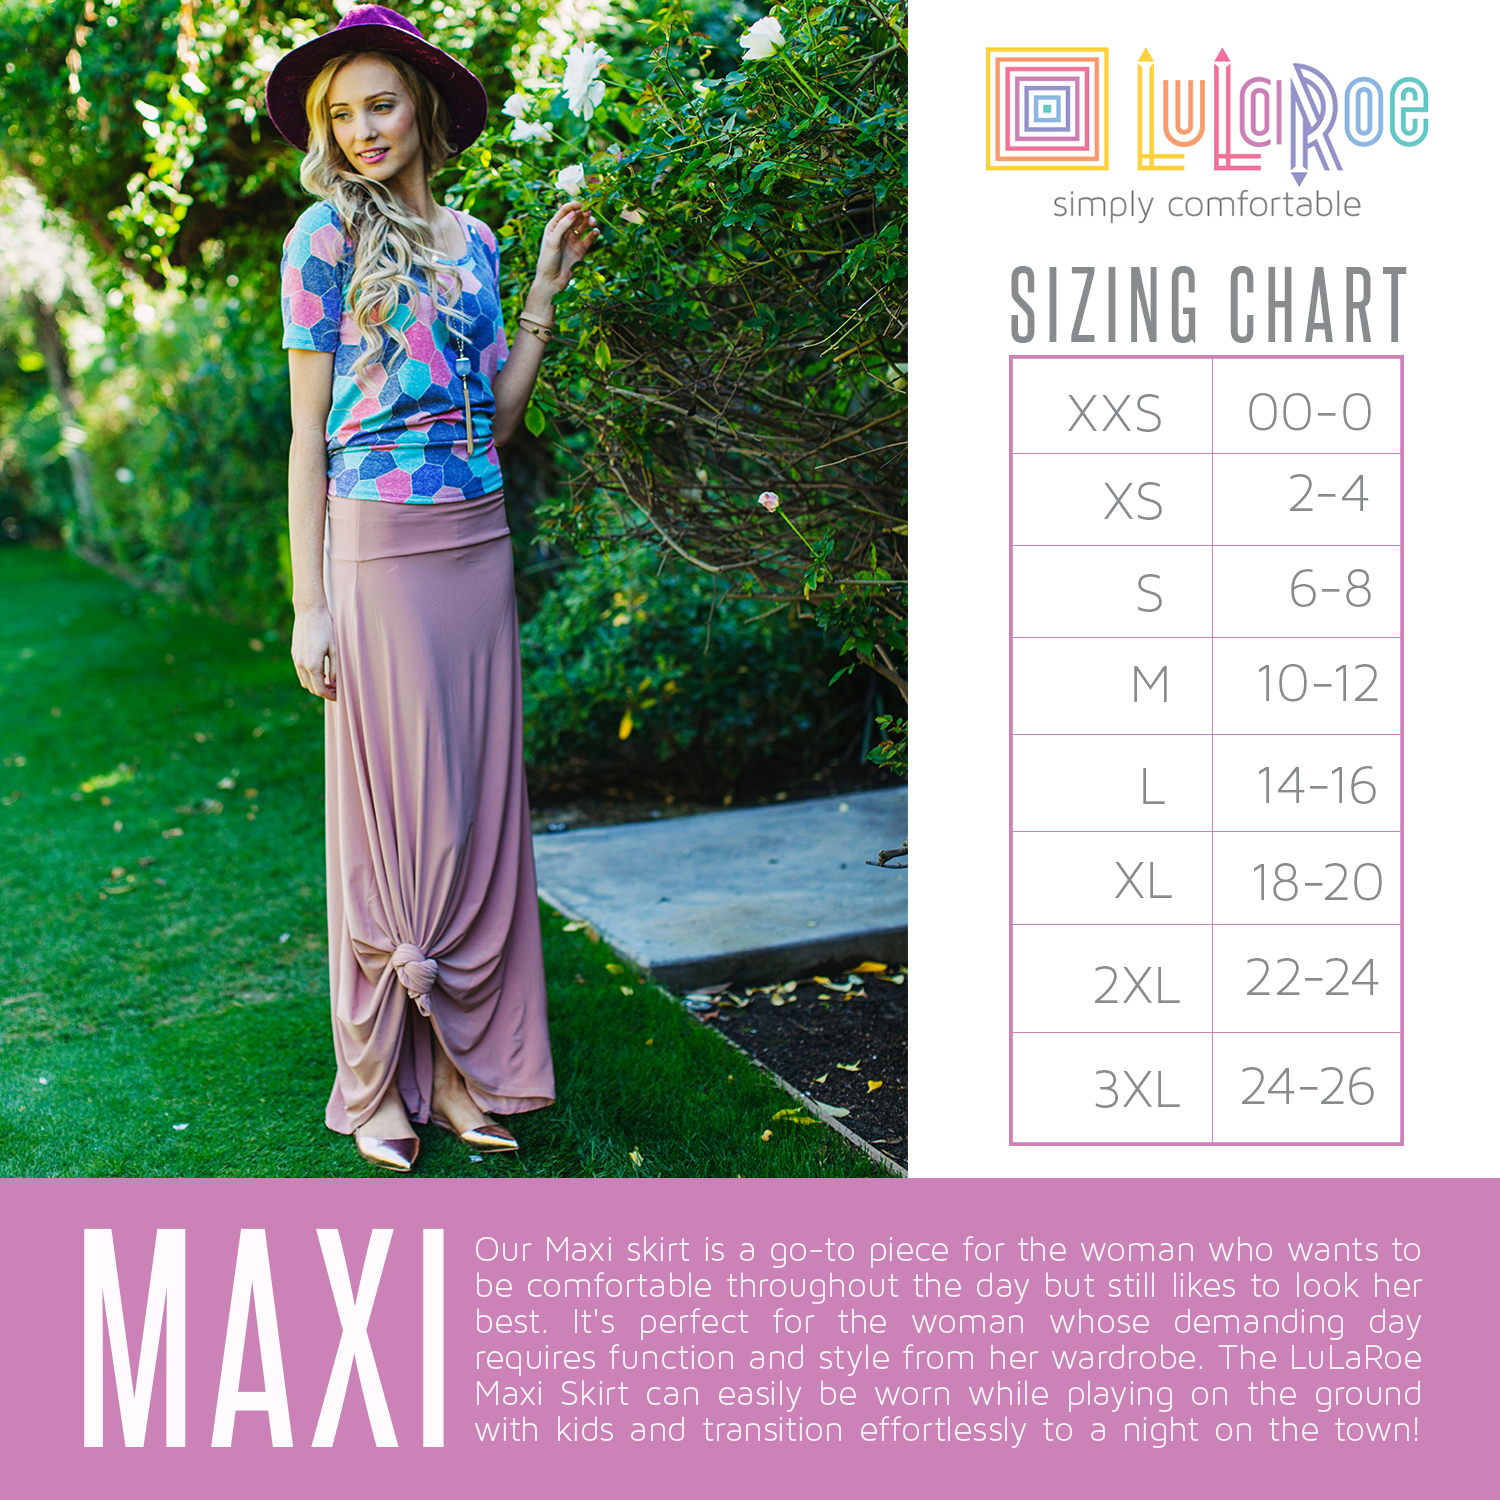 LuLaRoe
simply comfortable
SIZING CHART
XXS 00-0
XS 2-4
S 6-8
M 10-12
L 14-16
XL 18-20
2XL 22-24
3XL 24-26
MAXI
Our Maxi skirt is a go-to piece for the woman who wants to
be comfortable throughout the day but still likes to look her
best. It's perfect for the woman whose demanding day
requires function and style from her wardrobe. The LuLaRoe
Maxi Skirt can easily be worn while playing on the ground
with kids and transition effortlessly to a night on the town!